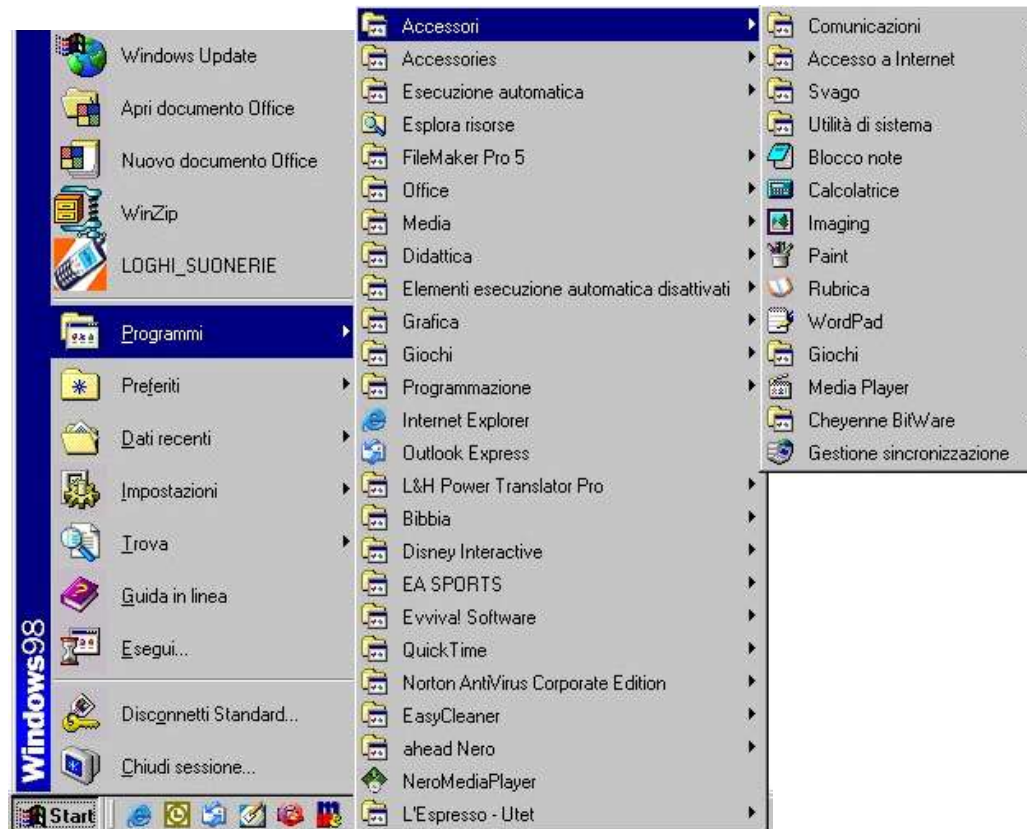 Windows Update
Apri documento Office
Nuovo documento Office
WinZip
LOGHI_SUONERIE
Programmi
Preferiti
Dati recenti
Impostazioni
Trova
Guida in linea
Esegui...
Disconnetti Standard...
Chiudi sessione...
Windows98
Start
Accessori
Accessories
Esecuzione automatica
Esplora risorse
FileMaker Pro 5
Office
Media
Didattica
Elementi esecuzione automatica disattivati
Grafica
Giochi
Programmazione
Internet Explorer
Outlook Express
L&H Power Translator Pro
Bibbia
Disney Interactive
EA SPORTS
Evviva! Software
QuickTime
Norton AntiVirus Corporate Edition
EasyCleaner
ahead Nero
NeroMediaPlayer
L'Espresso - Utet
Comunicazioni
Accesso a Internet
Svago
Utilità di sistema
Blocco note
Calcolatrice
Imaging
Paint
Rubrica
WordPad
Giochi
Media Player
Cheyenne BitWare
Gestione sincronizzazione